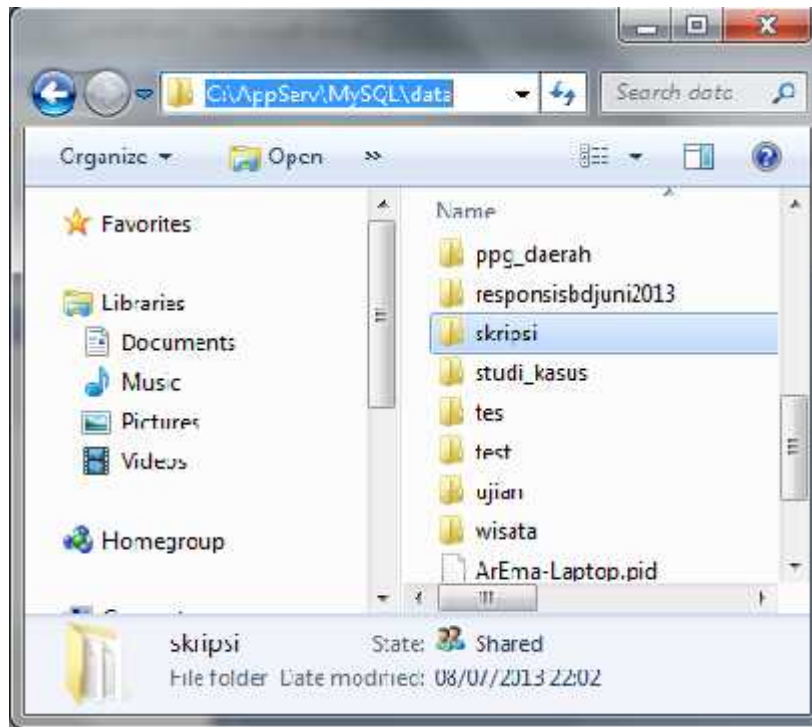 C:\AppServ\MySQL\data
Search data
Organize
Open
Favorites
Libraries
Documents
Music
Pictures
Videos
Homegroup
Name
ppg_daerah
responsisbdjuni2013
skripsi
studi_kasus
tes
test
ujian
wisata
ArEma-Laptop.pid
skripsi State: Shared
File folder Date modified: 08/07/2013 22:02